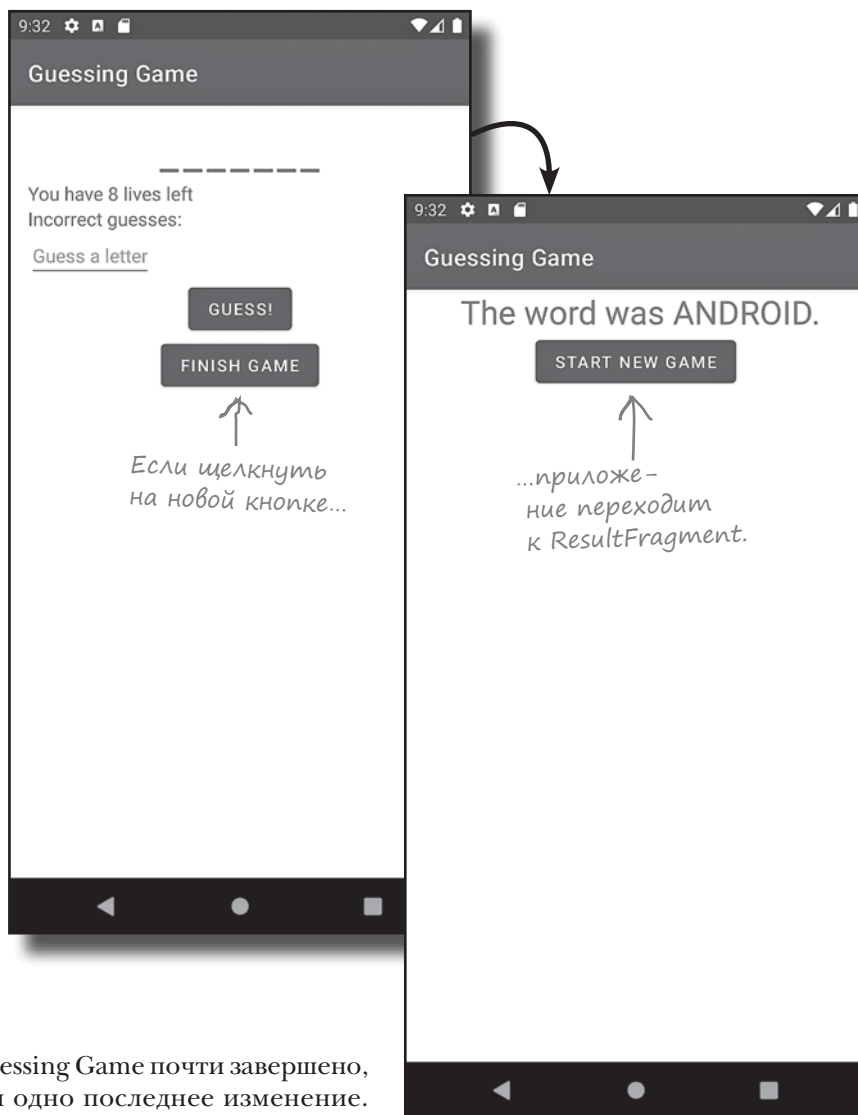 9:32
Guessing Game
_ _ _ _ _ _ _
You have 8 lives left
Incorrect guesses:
Guess a letter
GUESS!
FINISH GAME
Если щелкнуть
на новой кнопке...
9:32
Guessing Game
The word was ANDROID.
START NEW GAME
...приложе-
ние переходит
к ResultFragment.
essing Game почти завершено,
одно последнее изменение.